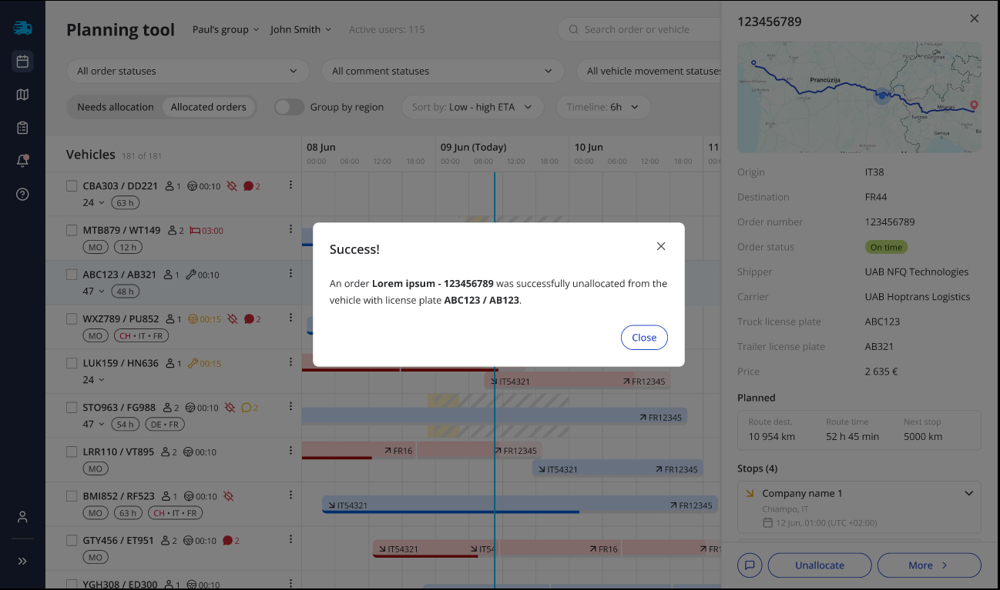 Planning tool
Paul's group
John Smith
Active users: 115
Search order or vehicle
All order statuses
All comment statuses
All vehicle movement statuses
Needs allocation
Allocated orders
Group by region
Sort by: Low - high ETA
Timeline: 6h
Vehicles 181 of 181
08 Jun
09 Jun (Today)
10 Jun
11
00:00 06:00 12:00 18:00 00:00 06:00 12:00 18:00 00:00 06:00 12:00 18:00
CBA303 / DD221 1 00:10 2
24 63 h
MTB879 / WT149 2 03:00
MO 12 h
ABC123 / AB321 1 00:10
47 48 h
WXZ789 / PU852 1 00:15 2
MO CH • IT • FR
LUK159 / HN636 1 00:15
24
IT54321 FR12345
STO963 / FG988 2 00:10 2
47 54 h DE • FR
FR12345
LRR110 / VT895 2 00:10
MO
FR16 FR12345
IT54321 FR12345
BMI852 / RF523 1 00:10
MO 63 h CH • IT • FR
IT54321 FR12345
GTY456 / ET951 2 00:10 2
MO
IT54321 IT54 FR16 FR1
YGH308 / ED300 1 00:10
Success!
An order Lorem ipsum - 123456789 was successfully unallocated from the
vehicle with license plate ABC123 / AB123.
Close
123456789
Prancūzija
Milanas
Turinas
Genuja
Origin IT38
Destination FR44
Order number 123456789
Order status On time
Shipper UAB NFQ Technologies
Carrier UAB Hoptrans Logistics
Truck license plate ABC123
Trailer license plate AB321
Price 2 635 €
Planned
Route dest. Route time Next stop
10 954 km 52 h 45 min 5000 km
Stops (4)
Company name 1
Chiampo, IT
12 Jun, 01:00 (UTC +02:00)
Unallocate
More